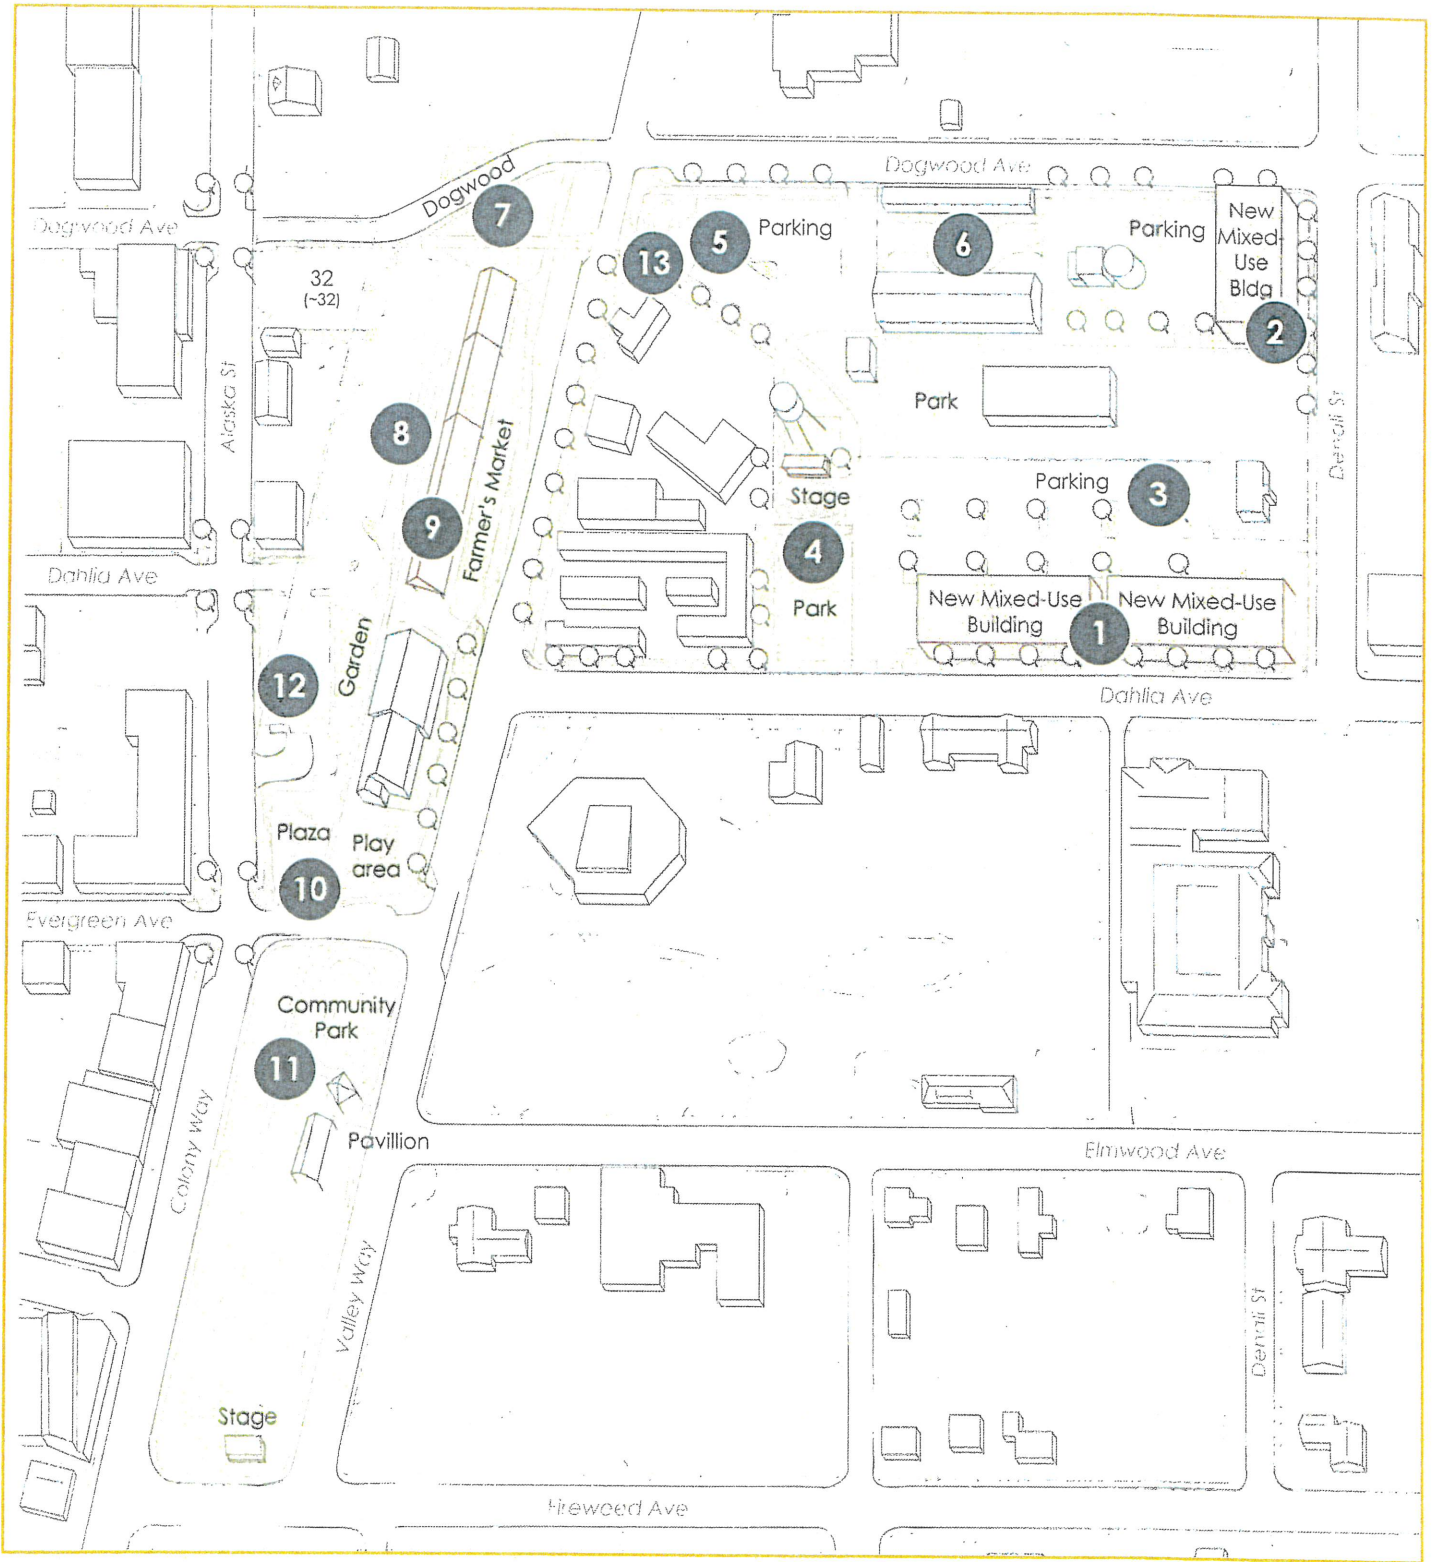 Dogwood Ave
Dogwood
7
Dogwood Ave
5
Parking
6
Parking
New
Mixed-
Use
Bldg
13
32
(~32)
2
Alaska St
8
Park
Denali St
Farmer's Market
9
Stage
Parking
3
4
Dahlia Ave
Park
New Mixed-Use
Building
1
New Mixed-Use
Building
Garden
12
Dahlia Ave
Plaza
Play
area
10
Evergreen Ave
Community
Park
11
Pavillion
Colony Way
Elmwood Ave
Valley Way
Denali St
Stage
Fireweed Ave